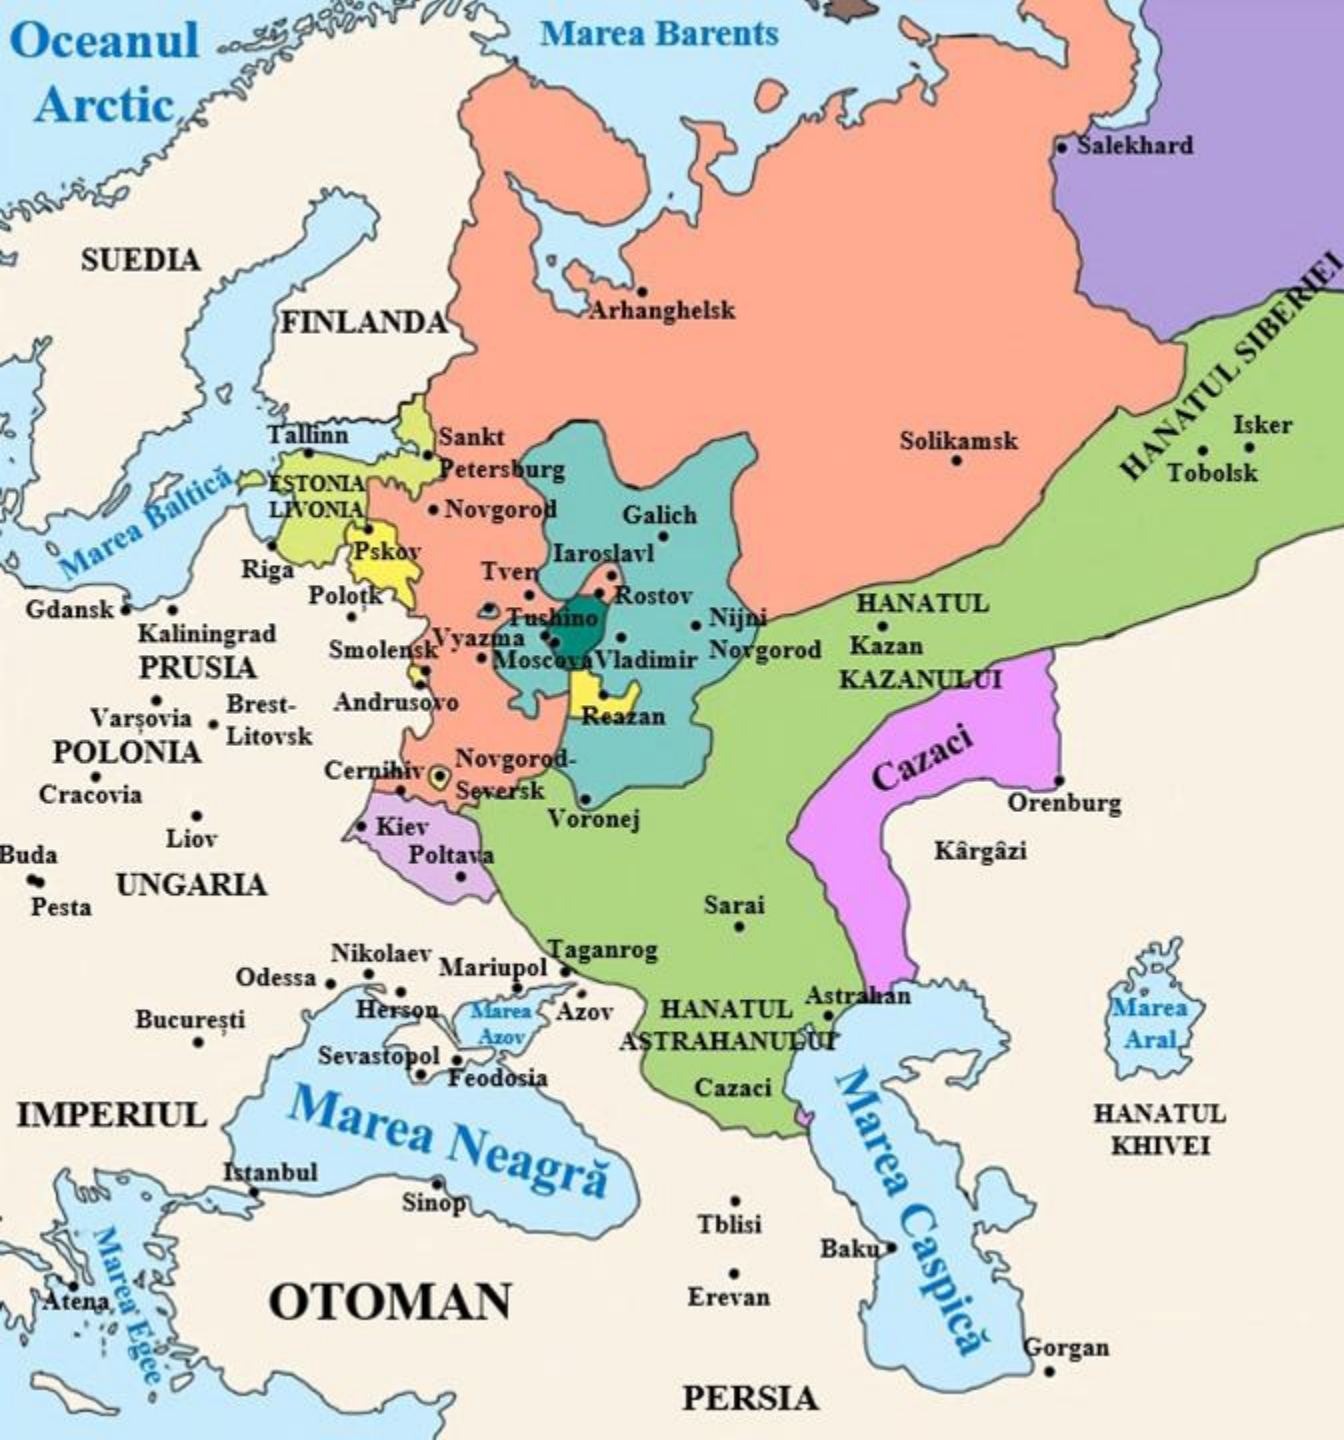 Oceanul
Arctic
Marea Barents
Salekhard
SUEDIA
FINLANDA
Arhanghelsk
HANATUL SIBERIEI
Tallinn
Sankt
Petersburg
Solikamsk
Isker
Tobolsk
Marea Baltică
ESTONIA
LIVONIA
Novgorod
Galich
Riga
Pskov
Iaroslavl
Tver
Rostov
Gdansk
Kaliningrad
Poloțk
Tushino
Nijni
Novgorod
HANATUL
Kazan
KAZANULUI
PRUSIA
Smolensk
Vyazma
Moscova
Vladimir
Varșovia
Brest-
Litovsk
Andrusovo
Reazan
POLONIA
Cracovia
Cernihiv
Novgorod-
Seversk
Cazaci
Orenburg
Voronej
Liov
Kiev
Poltava
Kârgâzi
Buda
Pesta
UNGARIA
Sarai
Nikolaev
Mariupol
Taganrog
Odessa
Herson
Marea
Azov
Azov
HANATUL
ASTRAHANULUI
Astrahan
Marea
Aral
București
Sevastopol
Feodosia
Cazaci
IMPERIUL
Marea Neagră
Marea Caspică
HANATUL
KHIVEI
Istanbul
Sinop
Tblisi
Baku
Marea Egee
Atena
OTOMAN
Erevan
Gorgan
PERSIA